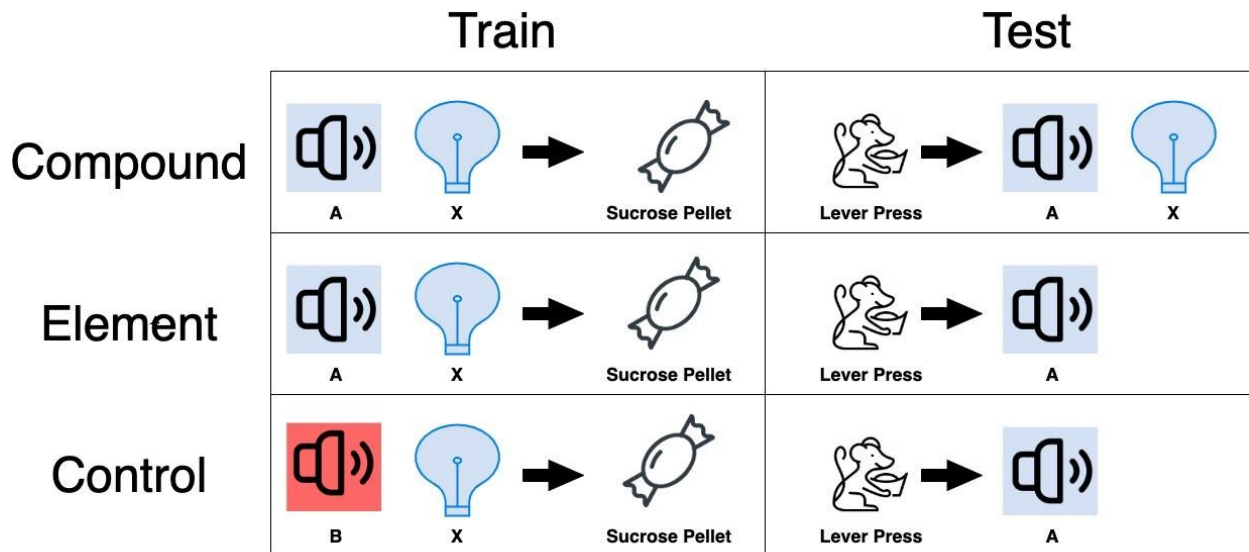 Train Test
Compound
A X Sucrose Pellet Lever Press A X
Element
A X Sucrose Pellet Lever Press A
Control
B X Sucrose Pellet Lever Press A